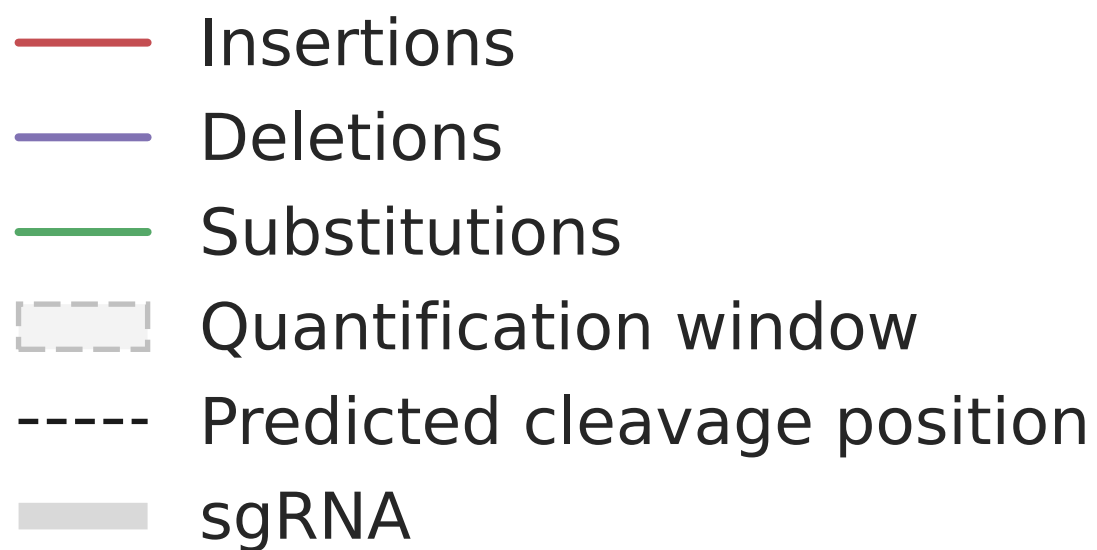 Insertions
Deletions
Substitutions
Quantification window
Predicted cleavage position
sgRNA